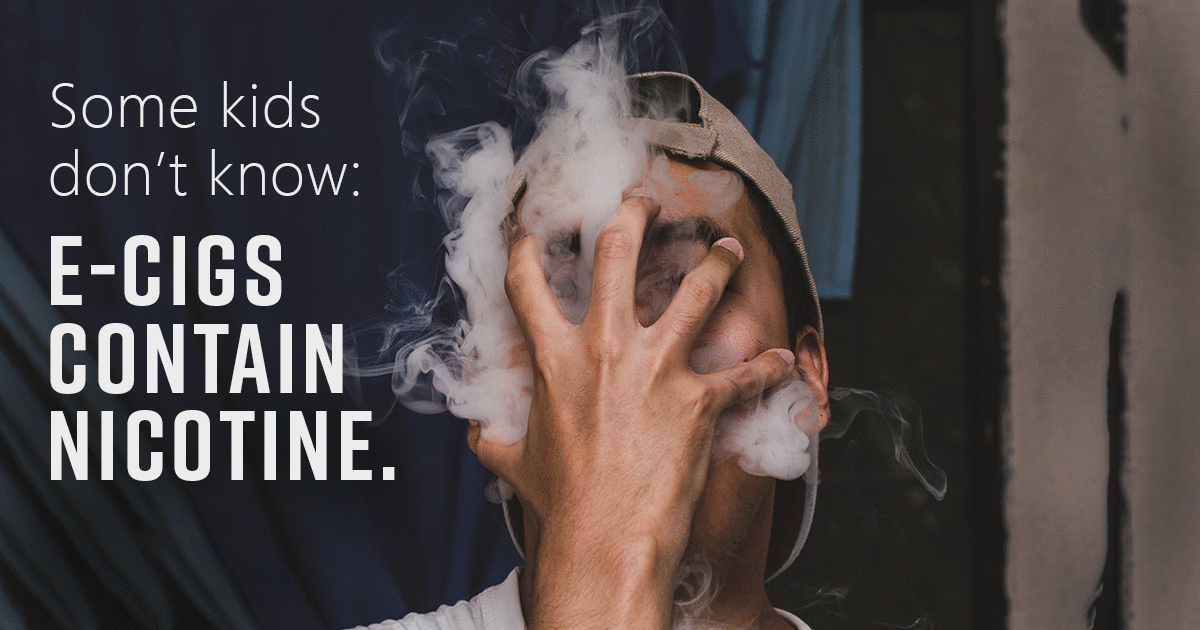 Some kids
don’t know:
E-CIGS
CONTAIN
NICOTINE.